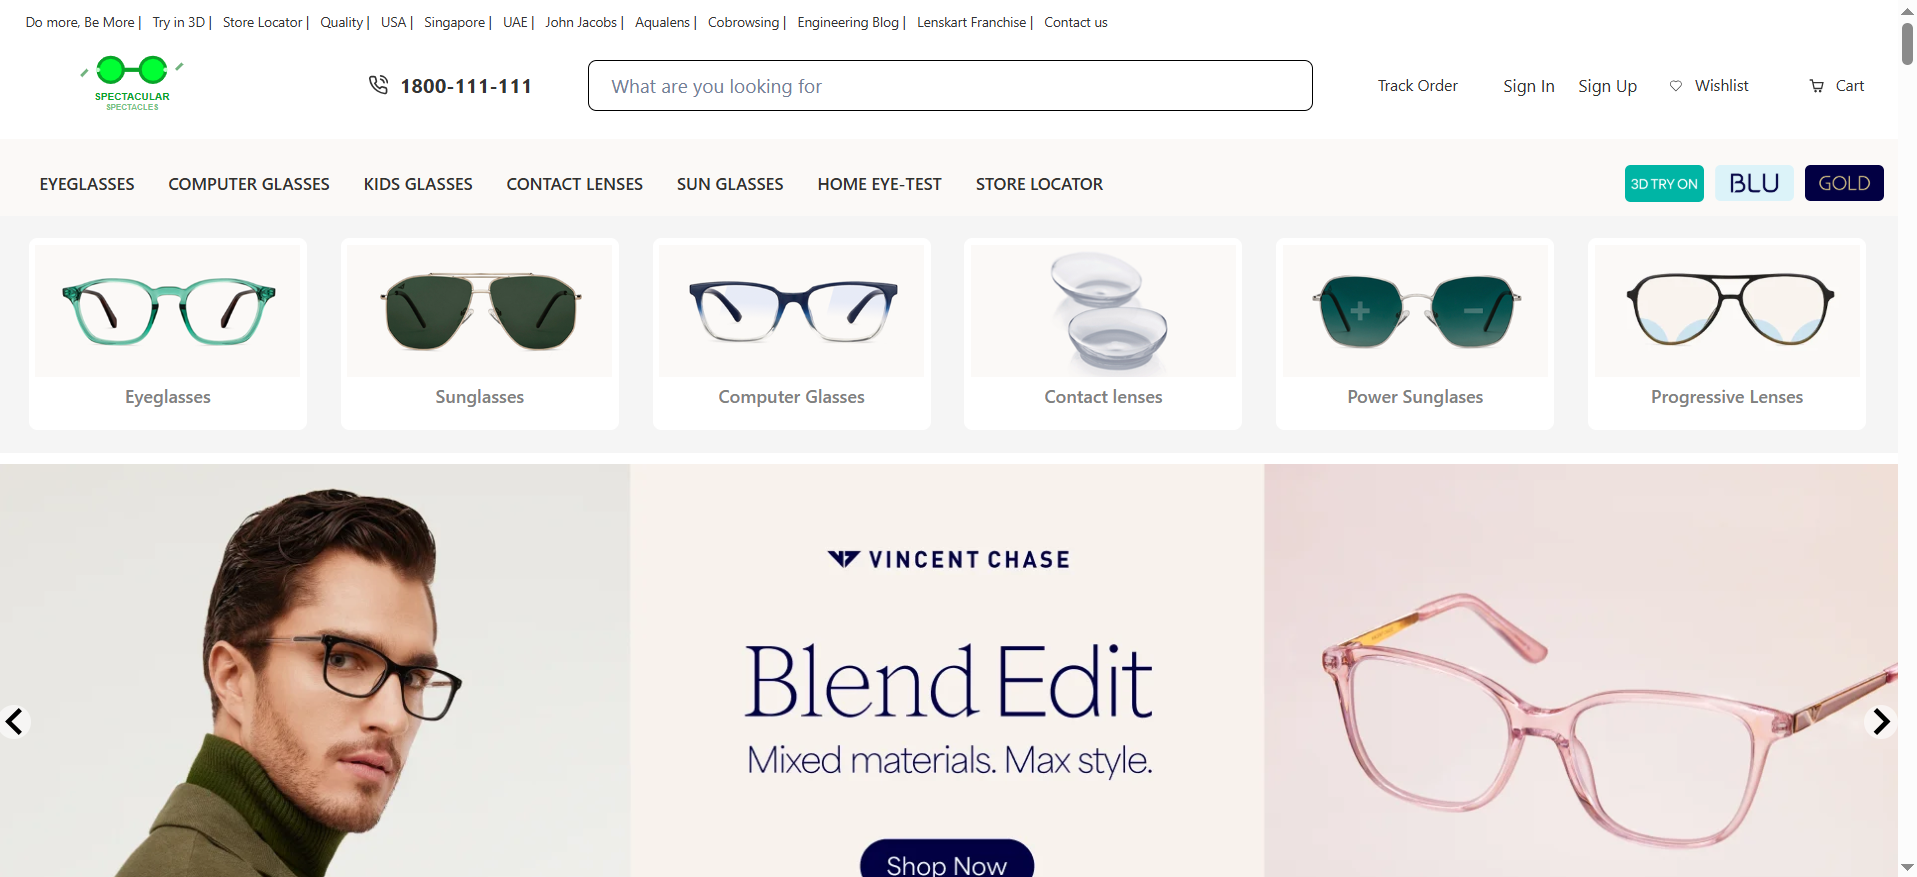 Do more, Be More | Try in 3D | Store Locator | Quality | USA | Singapore | UAE | John Jacobs | Aqualens | Cobrowsing | Engineering Blog | Lenskart Franchise | Contact us
SPECTACULAR
SPECTACLES
1800-111-111
What are you looking for
Track Order
Sign In
Sign Up
Wishlist
Cart
EYEGLASSES
COMPUTER GLASSES
KIDS GLASSES
CONTACT LENSES
SUN GLASSES
HOME EYE-TEST
STORE LOCATOR
3D TRY ON
BLU
GOLD
Eyeglasses
Sunglasses
Computer Glasses
Contact lenses
Power Sunglases
Progressive Lenses
VINCENT CHASE
Blend Edit
Mixed materials. Max style.
Shop Now